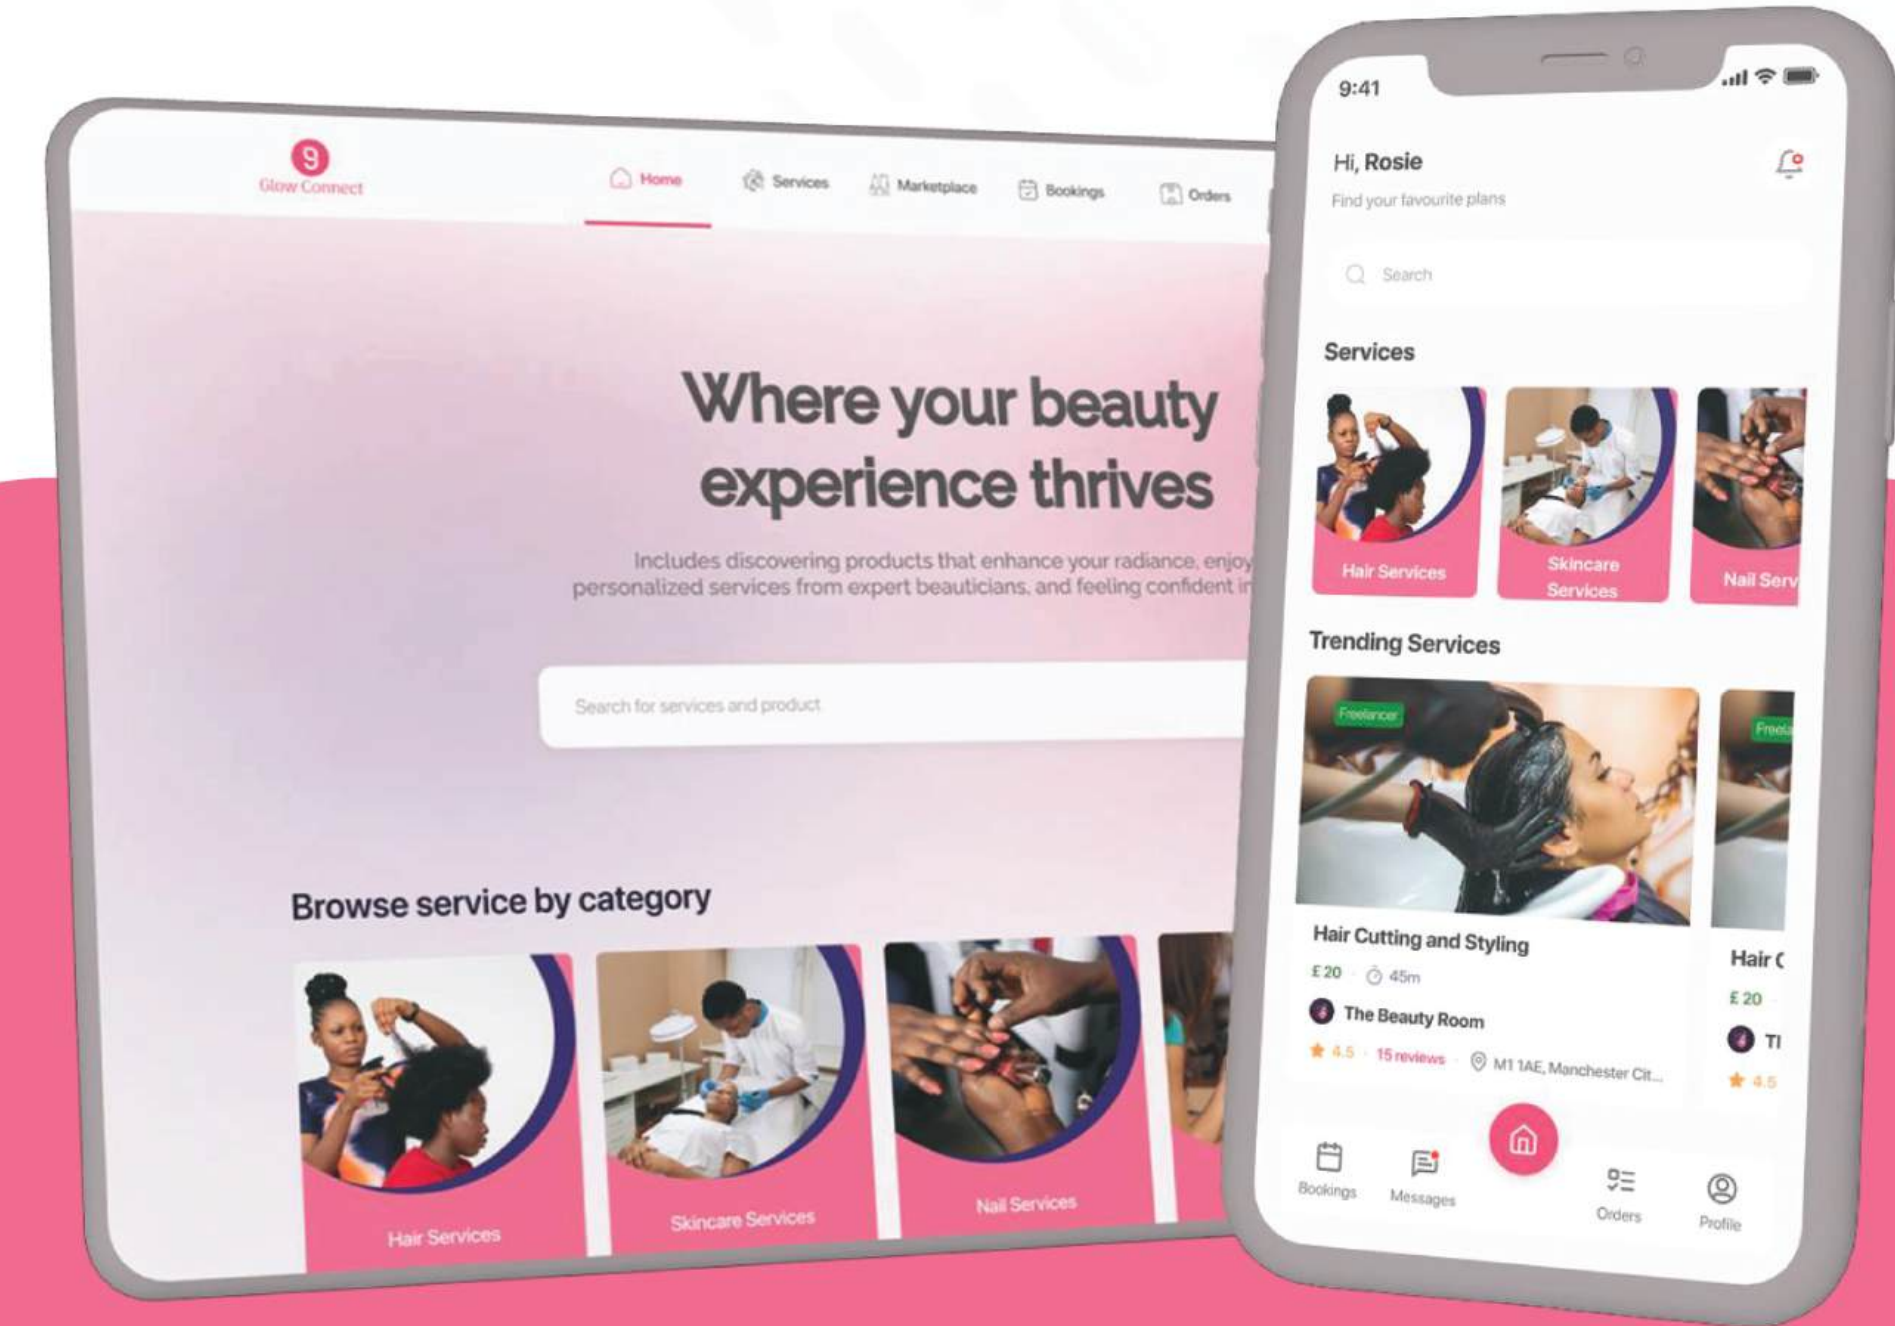 9
Glow Connect
Home
Services
Marketplace
Bookings
Orders
Where your beauty
experience thrives
Includes discovering products that enhance your radiance, enjoy
personalized services from expert beauticians, and feeling confident in
Search for services and product
Browse service by category
Hair Services
Skincare Services
Nail Services
9:41
Hi, Rosie
Find your favourite plans
Search
Services
Hair Services
Skincare
Services
Nail Serv
Trending Services
Freelancer
Freela
Hair Cutting and Styling
£ 20 · 45m
The Beauty Room
4.5 · 15 reviews · M1 1AE, Manchester Cit...
Hair C
£ 20
Tl
4.5
Bookings
Messages
Orders
Profile